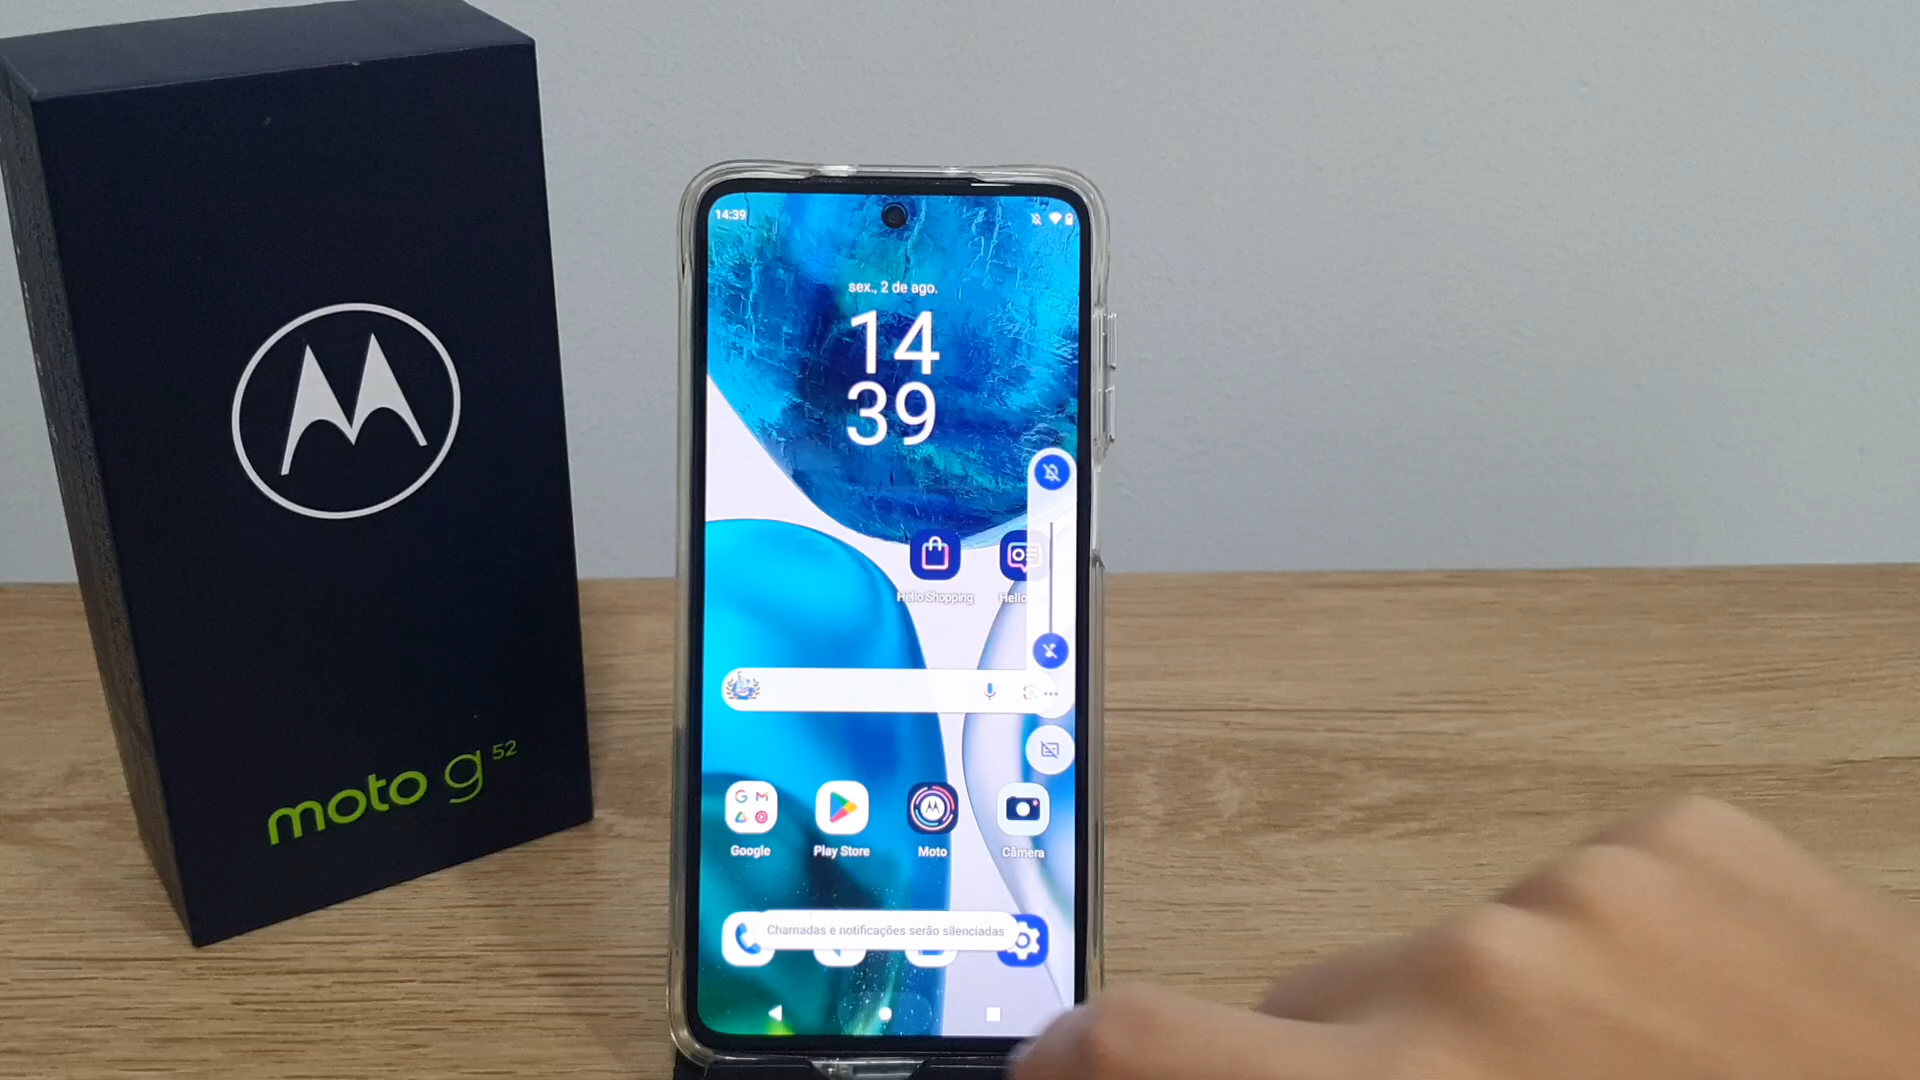 moto g52
14:39
sex., 2 de ago.
14
39
Hello Shopping
Hello
Google
Play Store
Moto
Câmera
Chamadas e notificações serão silenciadas